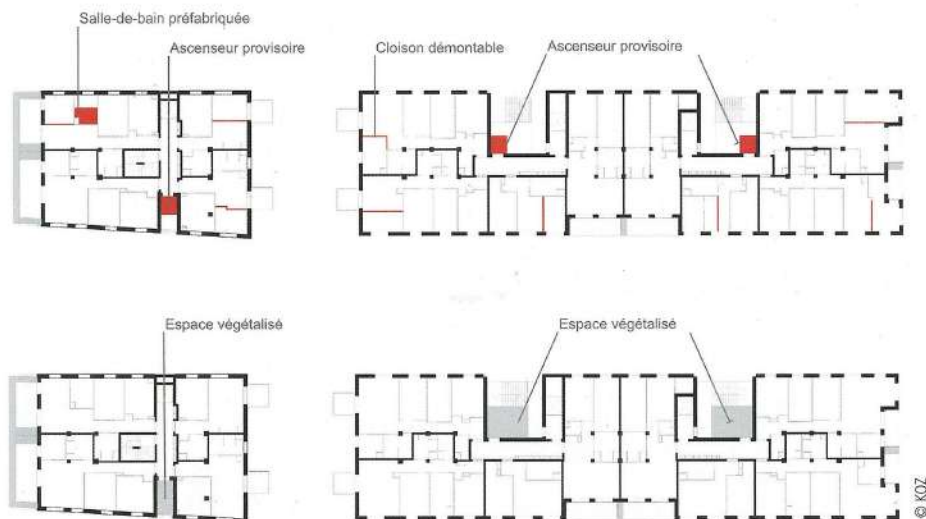 Salle-de-bain préfabriquée
Ascenseur provisoire
Cloison démontable
Ascenseur provisoire
Espace végétalisé
Espace végétalisé
© KOZ